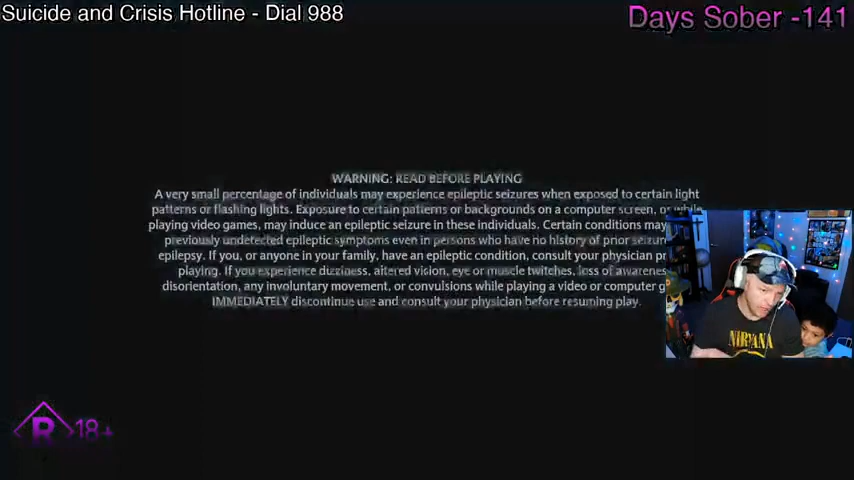 Suicide and Crisis Hotline - Dial 988
Days Sober -141
WARNING: READ BEFORE PLAYING
A very small percentage of individuals may experience epileptic seizures when exposed to certain light
patterns or flashing lights. Exposure to certain patterns or backgrounds on a computer screen, or while
playing video games, may induce an epileptic seizure in these individuals. Certain conditions may
previously undetected epileptic symptoms even in persons who have no history of prior seizur
epilepsy. If you, or anyone in your family, have an epileptic condition, consult your physician pr
playing. If you experience dizziness, altered vision, eye or muscle twitches, loss of awarenes
disorientation, any involuntary movement, or convulsions while playing a video or computer g
IMMEDIATELY discontinue use and consult your physician before resuming play.
NIRVANA
R 18+